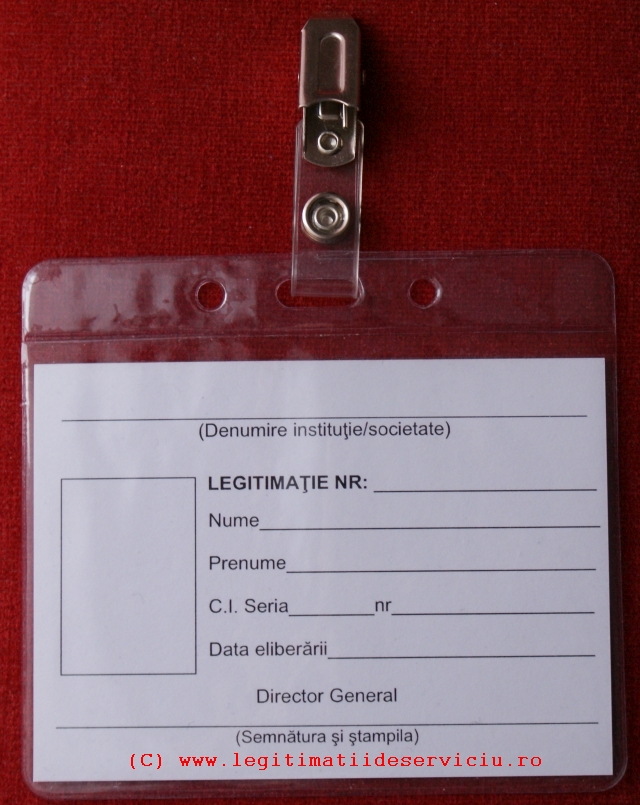 (Denumire instituţie/societate)
LEGITIMAŢIE NR:
Nume
Prenume
C.I. Seria nr
Data eliberării
Director General
(Semnătura şi ştampila)
(C) www.legitimatiideserviciu.ro